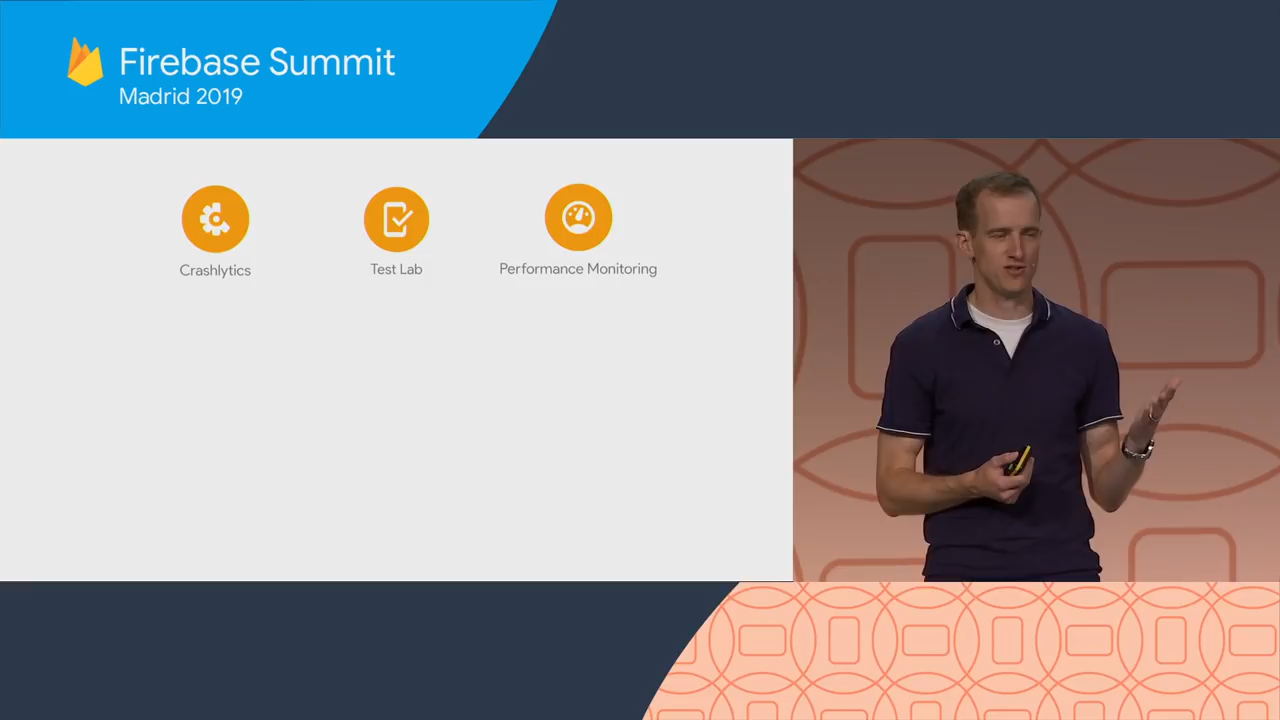 Firebase Summit
Madrid 2019
Crashlytics
Test Lab
Performance Monitoring